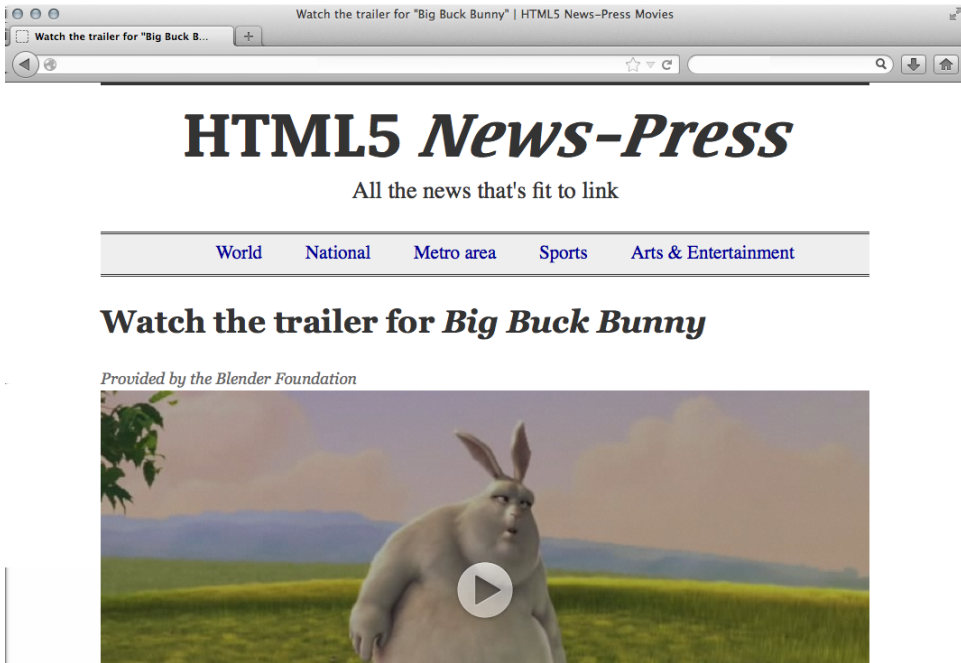 Watch the trailer for "Big Buck Bunny" | HTML5 News-Press Movies
Watch the trailer for "Big Buck B...
HTML5 News-Press
All the news that's fit to link
World National Metro area Sports Arts & Entertainment
Watch the trailer for Big Buck Bunny
Provided by the Blender Foundation